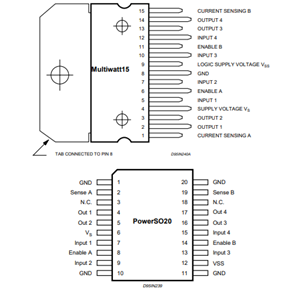 15 CURRENT SENSING B
14 OUTPUT 4
13 OUTPUT 3
12 INPUT 4
11 ENABLE B
10 INPUT 3
9 LOGIC SUPPLY VOLTAGE VSS
8 GND
7 INPUT 2
6 ENABLE A
5 INPUT 1
4 SUPPLY VOLTAGE VS
3 OUTPUT 2
2 OUTPUT 1
1 CURRENT SENSING A
Multiwatt15
TAB CONNECTED TO PIN 8
D95IN240A
GND 1 20 GND
Sense A 2 19 Sense B
N.C. 3 18 N.C.
Out 1 4 17 Out 4
Out 2 5 16 Out 3
VS 6 15 Input 4
Input 1 7 14 Enable B
Enable A 8 13 Input 3
Input 2 9 12 VSS
GND 10 11 GND
PowerSO20
D95IN239